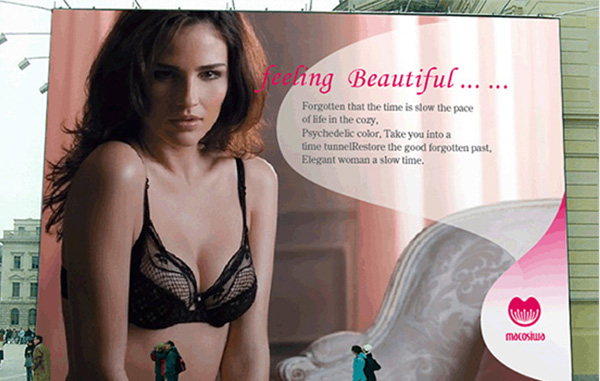 feeling Beautiful... ...
Forgotten that the time is slow the pace
of life in the cozy,
Psychedelic color, Take you into a
time tunnelRestore the good forgotten past,
Elegant woman a slow time.
macosiwa